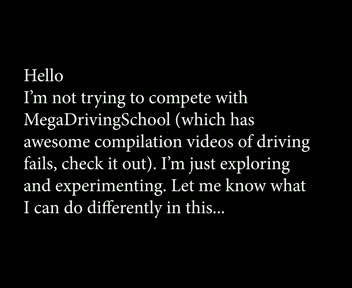 Hello
I'm not trying to compete with
MegaDrivingSchool (which has
awesome compilation videos of driving
fails, check it out). I'm just exploring
and experimenting. Let me know what
I can do differently in this...